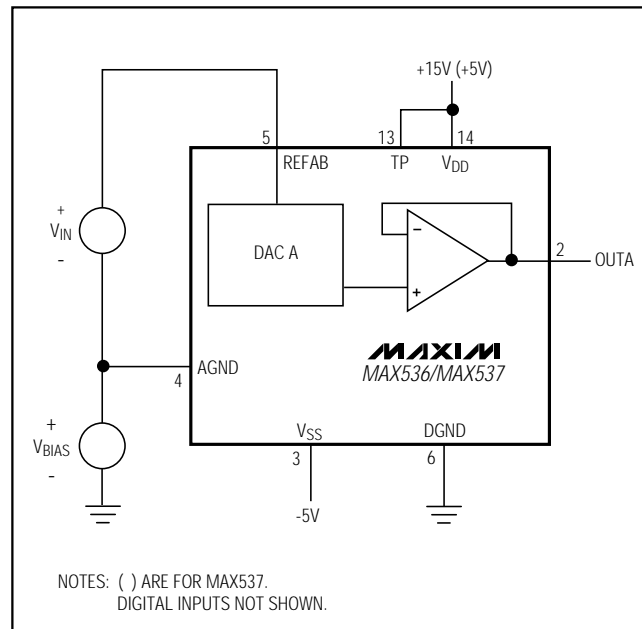 +15V (+5V)
5
13
14
REFAB
TP
VDD
+
VIN
-
DAC A
-
+
2
OUTA
MAXIM
MAX536/MAX537
AGND
4
+
VBIAS
-
VSS
DGND
3
6
-5V
NOTES: ( ) ARE FOR MAX537.
DIGITAL INPUTS NOT SHOWN.